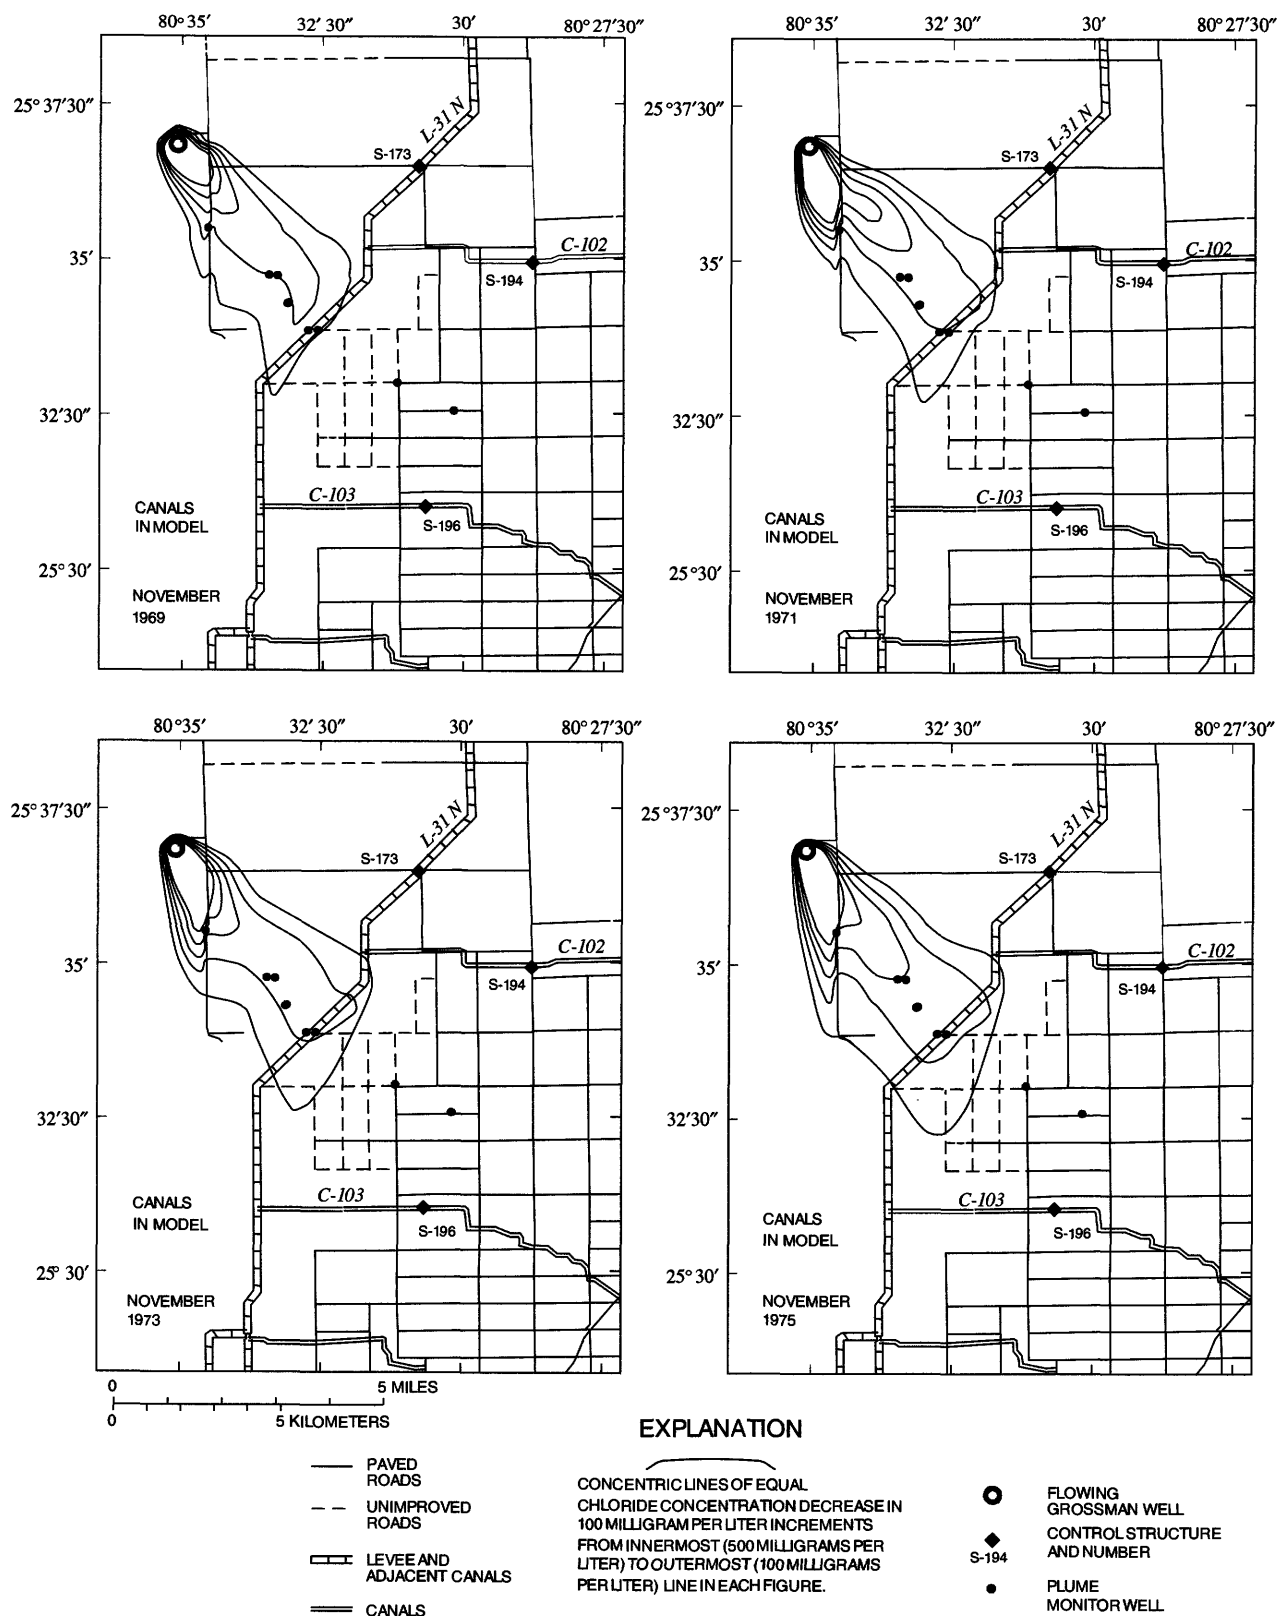 80°35′ 32′ 30″ 30′ 80°27′30″
25°37′30″
L-31 N
S-173
35′
C-102
S-194
32′30″
C-103
S-196
CANALS
IN MODEL
25°30′
NOVEMBER
1969
80°35′ 32′ 30″ 30′ 80°27′30″
25°37′30″
L-31 N
S-173
35′
C-102
S-194
32′30″
C-103
S-196
CANALS
IN MODEL
25°30′
NOVEMBER
1971
80°35′ 32′ 30″ 30′ 80°27′30″
25°37′30″
L-31 N
S-173
35′
C-102
S-194
32′30″
C-103
S-196
CANALS
IN MODEL
25° 30′
NOVEMBER
1973
80°35′ 32′ 30″ 30′ 80°27′30″
25°37′30″
L-31 N
S-173
35′
C-102
S-194
32′30″
C-103
S-196
CANALS
IN MODEL
25°30′
NOVEMBER
1975
0 5 MILES
0 5 KILOMETERS
EXPLANATION
PAVED
ROADS
UNIMPROVED
ROADS
LEVEE AND
ADJACENT CANALS
CANALS
CONCENTRIC LINES OF EQUAL
CHLORIDE CONCENTRATION DECREASE IN
100 MILLIGRAM PER LITER INCREMENTS
FROM INNERMOST (500 MILLIGRAMS PER
LITER) TO OUTERMOST (100 MILLIGRAMS
PER LITER) LINE IN EACH FIGURE.
FLOWING
GROSSMAN WELL
S-194
CONTROL STRUCTURE
AND NUMBER
PLUME
MONITOR WELL